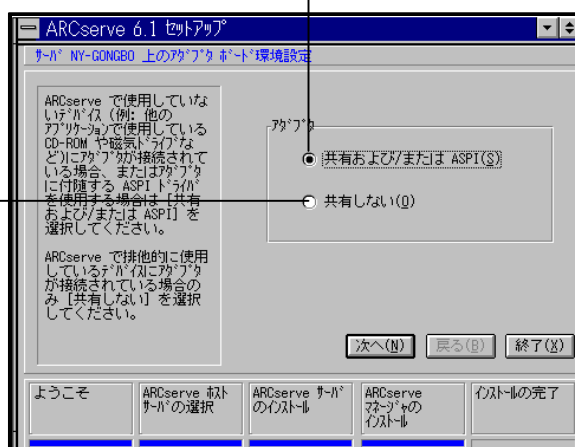 ARCserve 6.1 ｾｯﾄｱｯﾌﾟ
ｻｰﾊﾞ NY-GONGBO 上のｱﾀﾞﾌﾟﾀ ﾎﾞｰﾄﾞ環境設定
ARCserve で使用していな
いﾃﾞﾊﾞｲｽ (例: 他の
ｱﾌﾟﾘｹｰｼｮﾝで使用している
CD-ROM や磁気ﾄﾞﾗｲﾌﾞな
ど)にｱﾀﾞﾌﾟﾀが接続されて
いる場合、またはｱﾀﾞﾌﾟﾀ
に付随する ASPI ﾄﾞﾗｲﾊﾞ
を使用する場合は [共有
および/または ASPI] を
選択してください。
ARCserve で排他的に使用
しているﾃﾞﾊﾞｲｽにｱﾀﾞﾌﾟﾀ
が接続されている場合の
み [共有しない] を選択
してください。
ｱﾀﾞﾌﾟﾀ
共有および/または ASPI(S)
共有しない(O)
次へ(N)
戻る(B)
終了(X)
ようこそ
ARCserve ﾎｽﾄ
ｻｰﾊﾞの選択
ARCserve ｻｰﾊﾞ
のｲﾝｽﾄｰﾙ
ARCserve
ﾏﾈｰｼﾞｬの
ｲﾝｽﾄｰﾙ
ｲﾝｽﾄｰﾙの完了